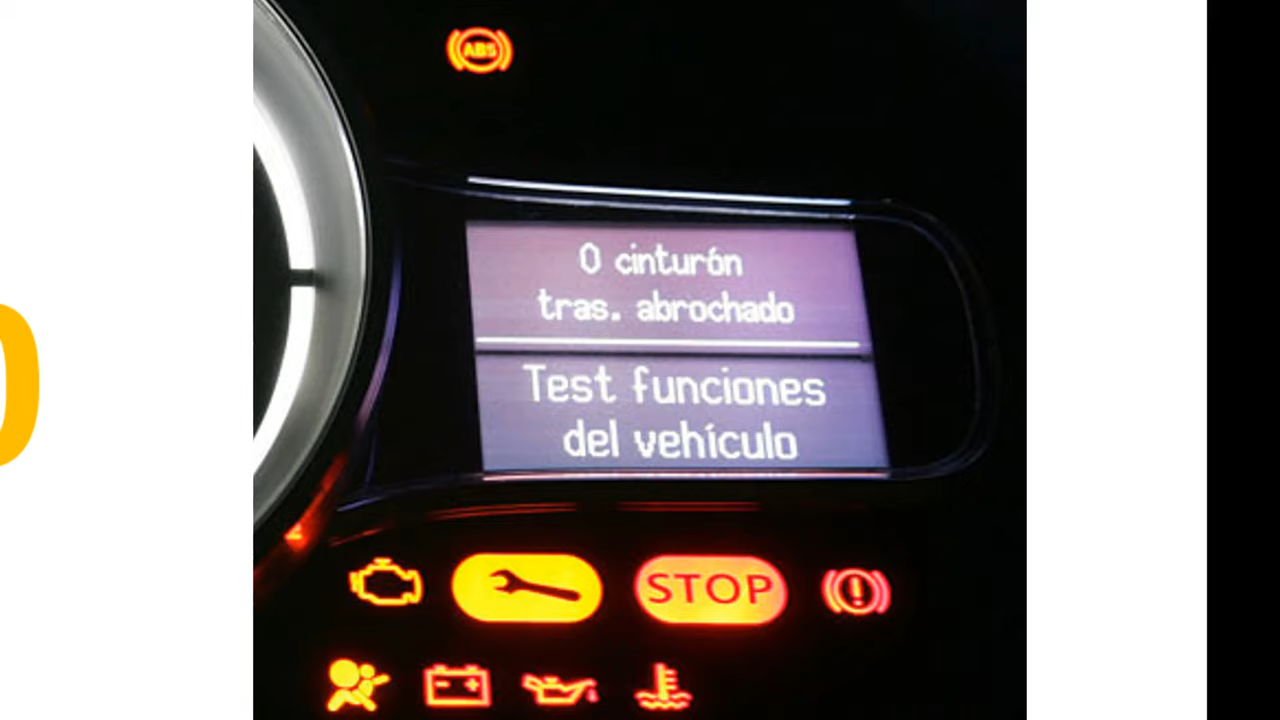 ABS
0 cinturón
tras. abrochado
Test funciones
del vehículo
STOP